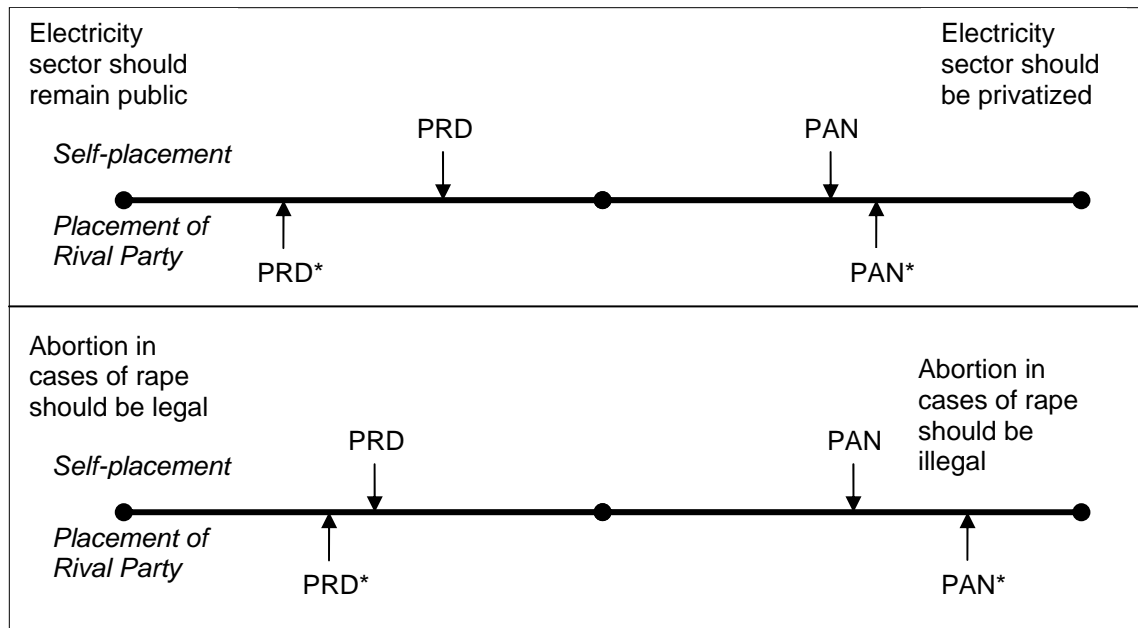 Electricity
sector should
remain public
Electricity
sector should
be privatized
PRD
PAN
Self-placement
Placement of
Rival Party
PRD*
PAN*
Abortion in
cases of rape
should be legal
Abortion in
cases of rape
should be
illegal
PRD
PAN
Self-placement
Placement of
Rival Party
PRD*
PAN*